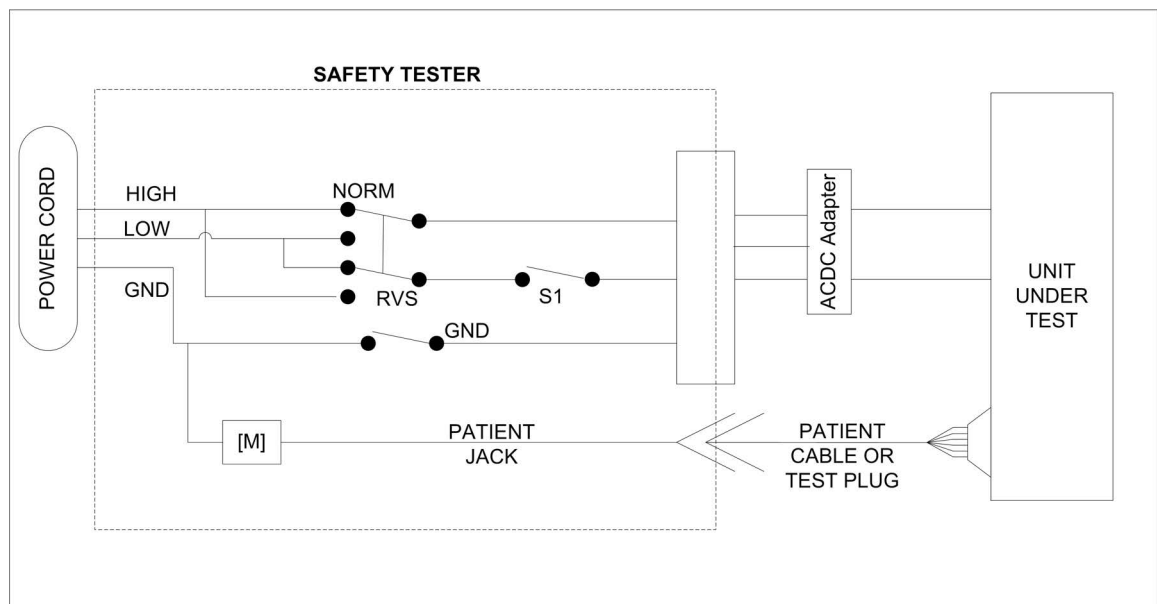 SAFETY TESTER
POWER CORD
HIGH
LOW
GND
NORM
RVS
S1
GND
[M]
PATIENT
JACK
ACDC Adapter
PATIENT
CABLE OR
TEST PLUG
UNIT
UNDER
TEST